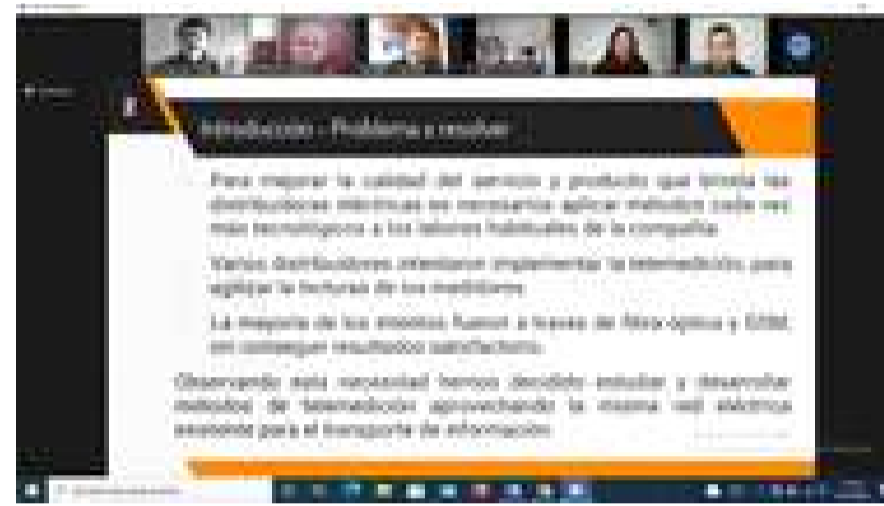 Introducción - Problema a resolver
Para mejorar la calidad del servicio y producto que brinda las
distribuidoras eléctricas es necesario aplicar métodos cada vez
más tecnológicos a las labores habituales de la compañía.
Varios distribuidores intentaron implementar la telemedición, para
agilizar la lecturas de los medidores.
La mayoría de los intentos fueron a través de fibra óptica y GSM,
sin conseguir resultados satisfactorio.
Observando esta necesidad hemos decidido estudiar y desarrollar
métodos de telemedición aprovechando la misma red eléctrica
existente para el transporte de información.